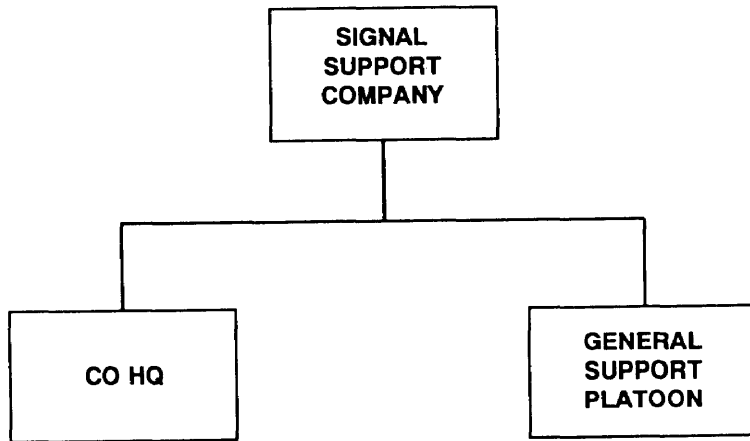 SIGNAL
SUPPORT
COMPANY
CO HQ
GENERAL
SUPPORT
PLATOON